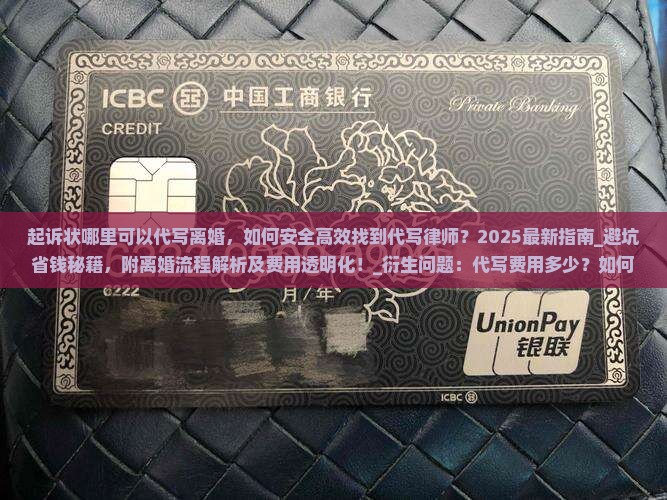 ICBC 中国工商银行
Private Banking
CREDIT
起诉状哪里可以代写离婚，如何安全高效找到代写律师？2025最新指南_避坑
省钱秘籍，附离婚流程解析及费用透明化！_衍生问题：代写费用多少？如何
6222
月/年
UnionPay
银联
ICBC